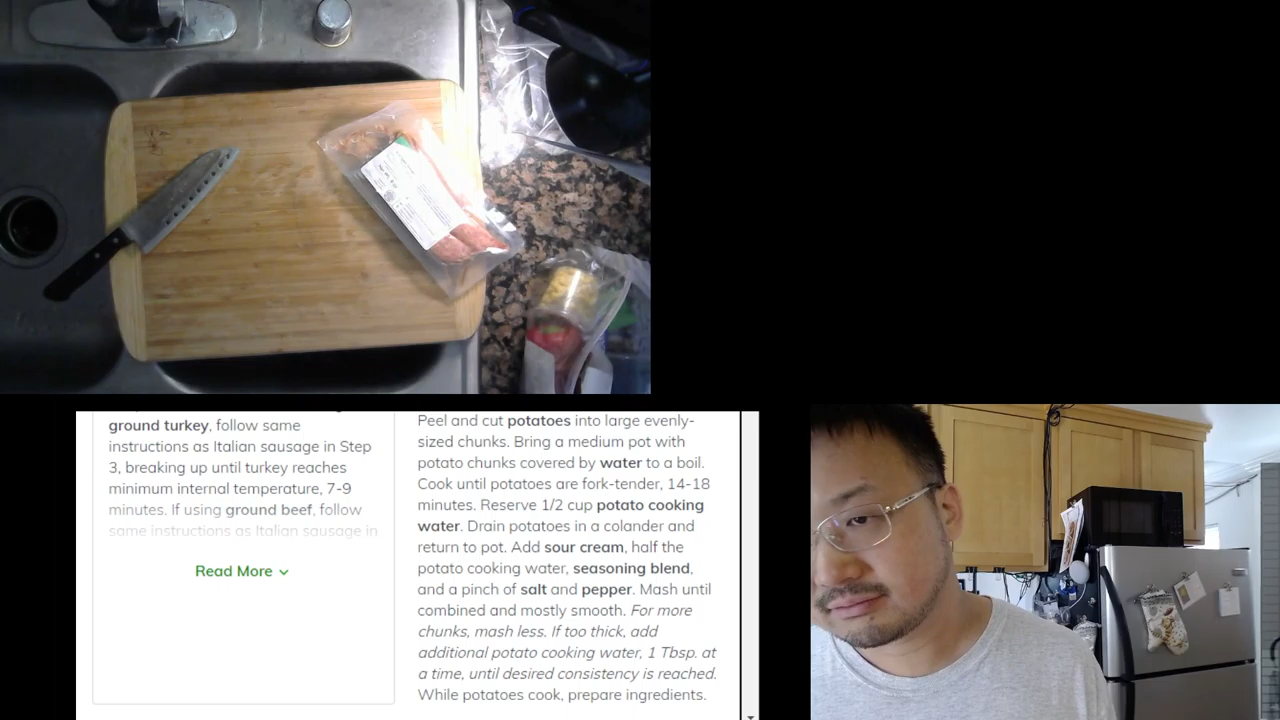 ground turkey, follow same
instructions as Italian sausage in Step
3, breaking up until turkey reaches
minimum internal temperature, 7-9
minutes. If using ground beef, follow
same instructions as Italian sausage in
Read More
Peel and cut potatoes into large evenly-
sized chunks. Bring a medium pot with
potato chunks covered by water to a boil.
Cook until potatoes are fork-tender, 14-18
minutes. Reserve 1/2 cup potato cooking
water. Drain potatoes in a colander and
return to pot. Add sour cream, half the
potato cooking water, seasoning blend,
and a pinch of salt and pepper. Mash until
combined and mostly smooth. For more
chunks, mash less. If too thick, add
additional potato cooking water, 1 Tbsp. at
a time, until desired consistency is reached.
While potatoes cook, prepare ingredients.